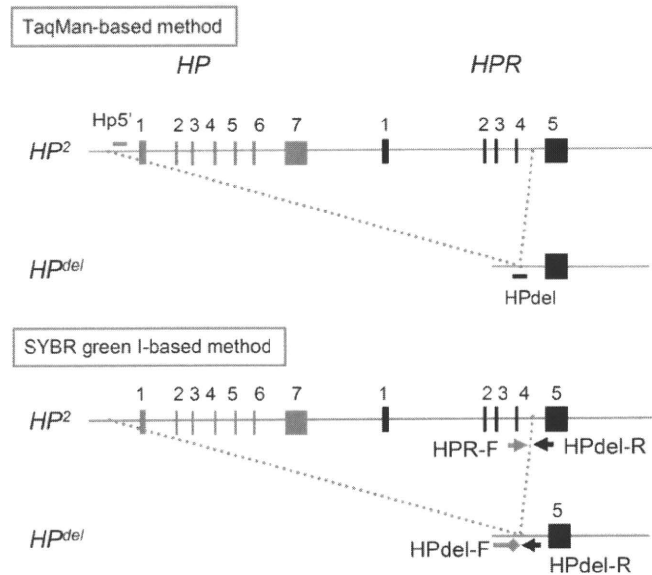 TaqMan-based method
HP HPR
Hp5' 1 2 3 4 5 6 7 1 2 3 4 5
HP2
HPdel
HPdel
SYBR green I-based method
1 2 3 4 5 6 7 1 2 3 4 5
HP2
HPR-F HPdel-R
5
HPdel
HPdel-F HPdel-R